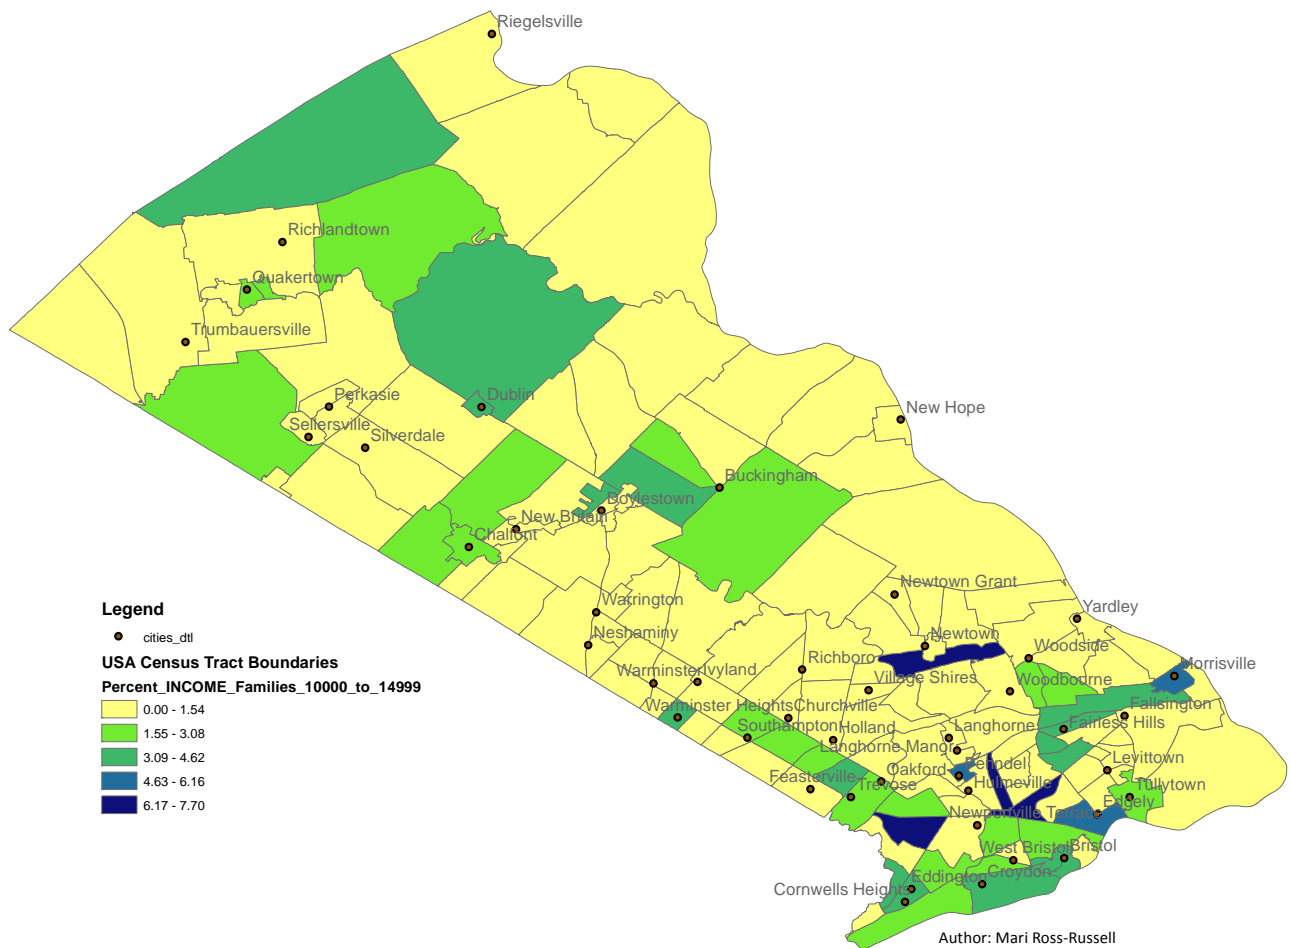 Riegelsville
Richlandtown
Quakertown
Trumbauersville
Perkasie
Dublin
New Hope
Sellersville
Silverdale
Buckingham
Doylestown
New Britain
Chalfont
Newtown Grant
Legend
Warrington
Yardley
cities_dtl
Neshaminy
Newtown
Woodside
USA Census Tract Boundaries
Richboro
Morrisville
Warminster
Ivyland
Village Shires
Woodbourne
Percent_INCOME_Families_10000_to_14999
Fallsington
0.00 - 1.54
Warminster Heights
Churchville
Fairess Hills
1.55 - 3.08
Southampton
Holland
Langhorne
3.09 - 4.62
Langhorne Manor
4.63 - 6.16
Feasterville
Oakford
Penndel
Levittown
6.17 - 7.70
Trevose
Hulmeville
Tullytown
Newportville Terrace
Edgely
West Bristol
Bristol
Cornwells Heights
Eddington
Croydon
Author: Mari Ross-Russell